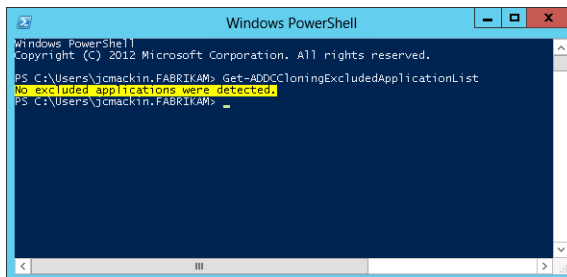 Windows PowerShell
Windows PowerShell
Copyright (C) 2012 Microsoft Corporation. All rights reserved.
PS C:\Users\jcmackin.FABRIKAM> Get-ADDCCloningExcludedApplicationList
No excluded applications were detected.
PS C:\Users\jcmackin.FABRIKAM> _